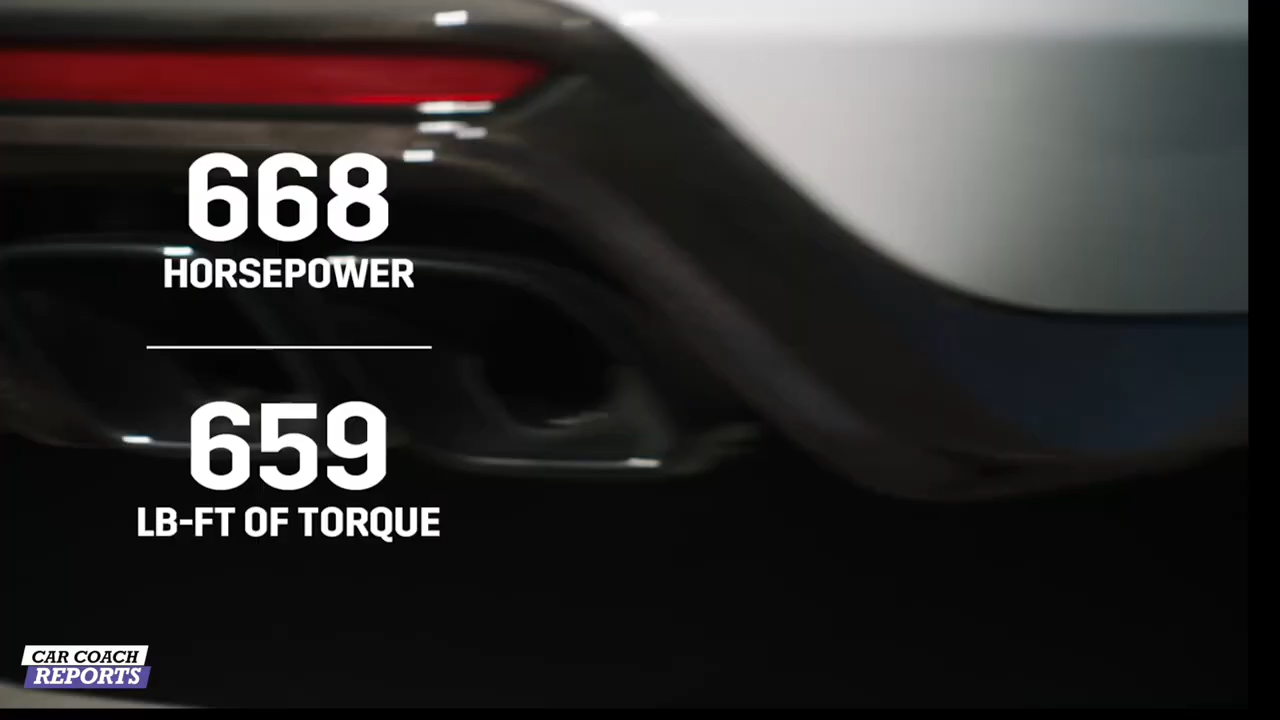 668
HORSEPOWER
659
LB-FT OF TORQUE
CAR COACH
REPORTS